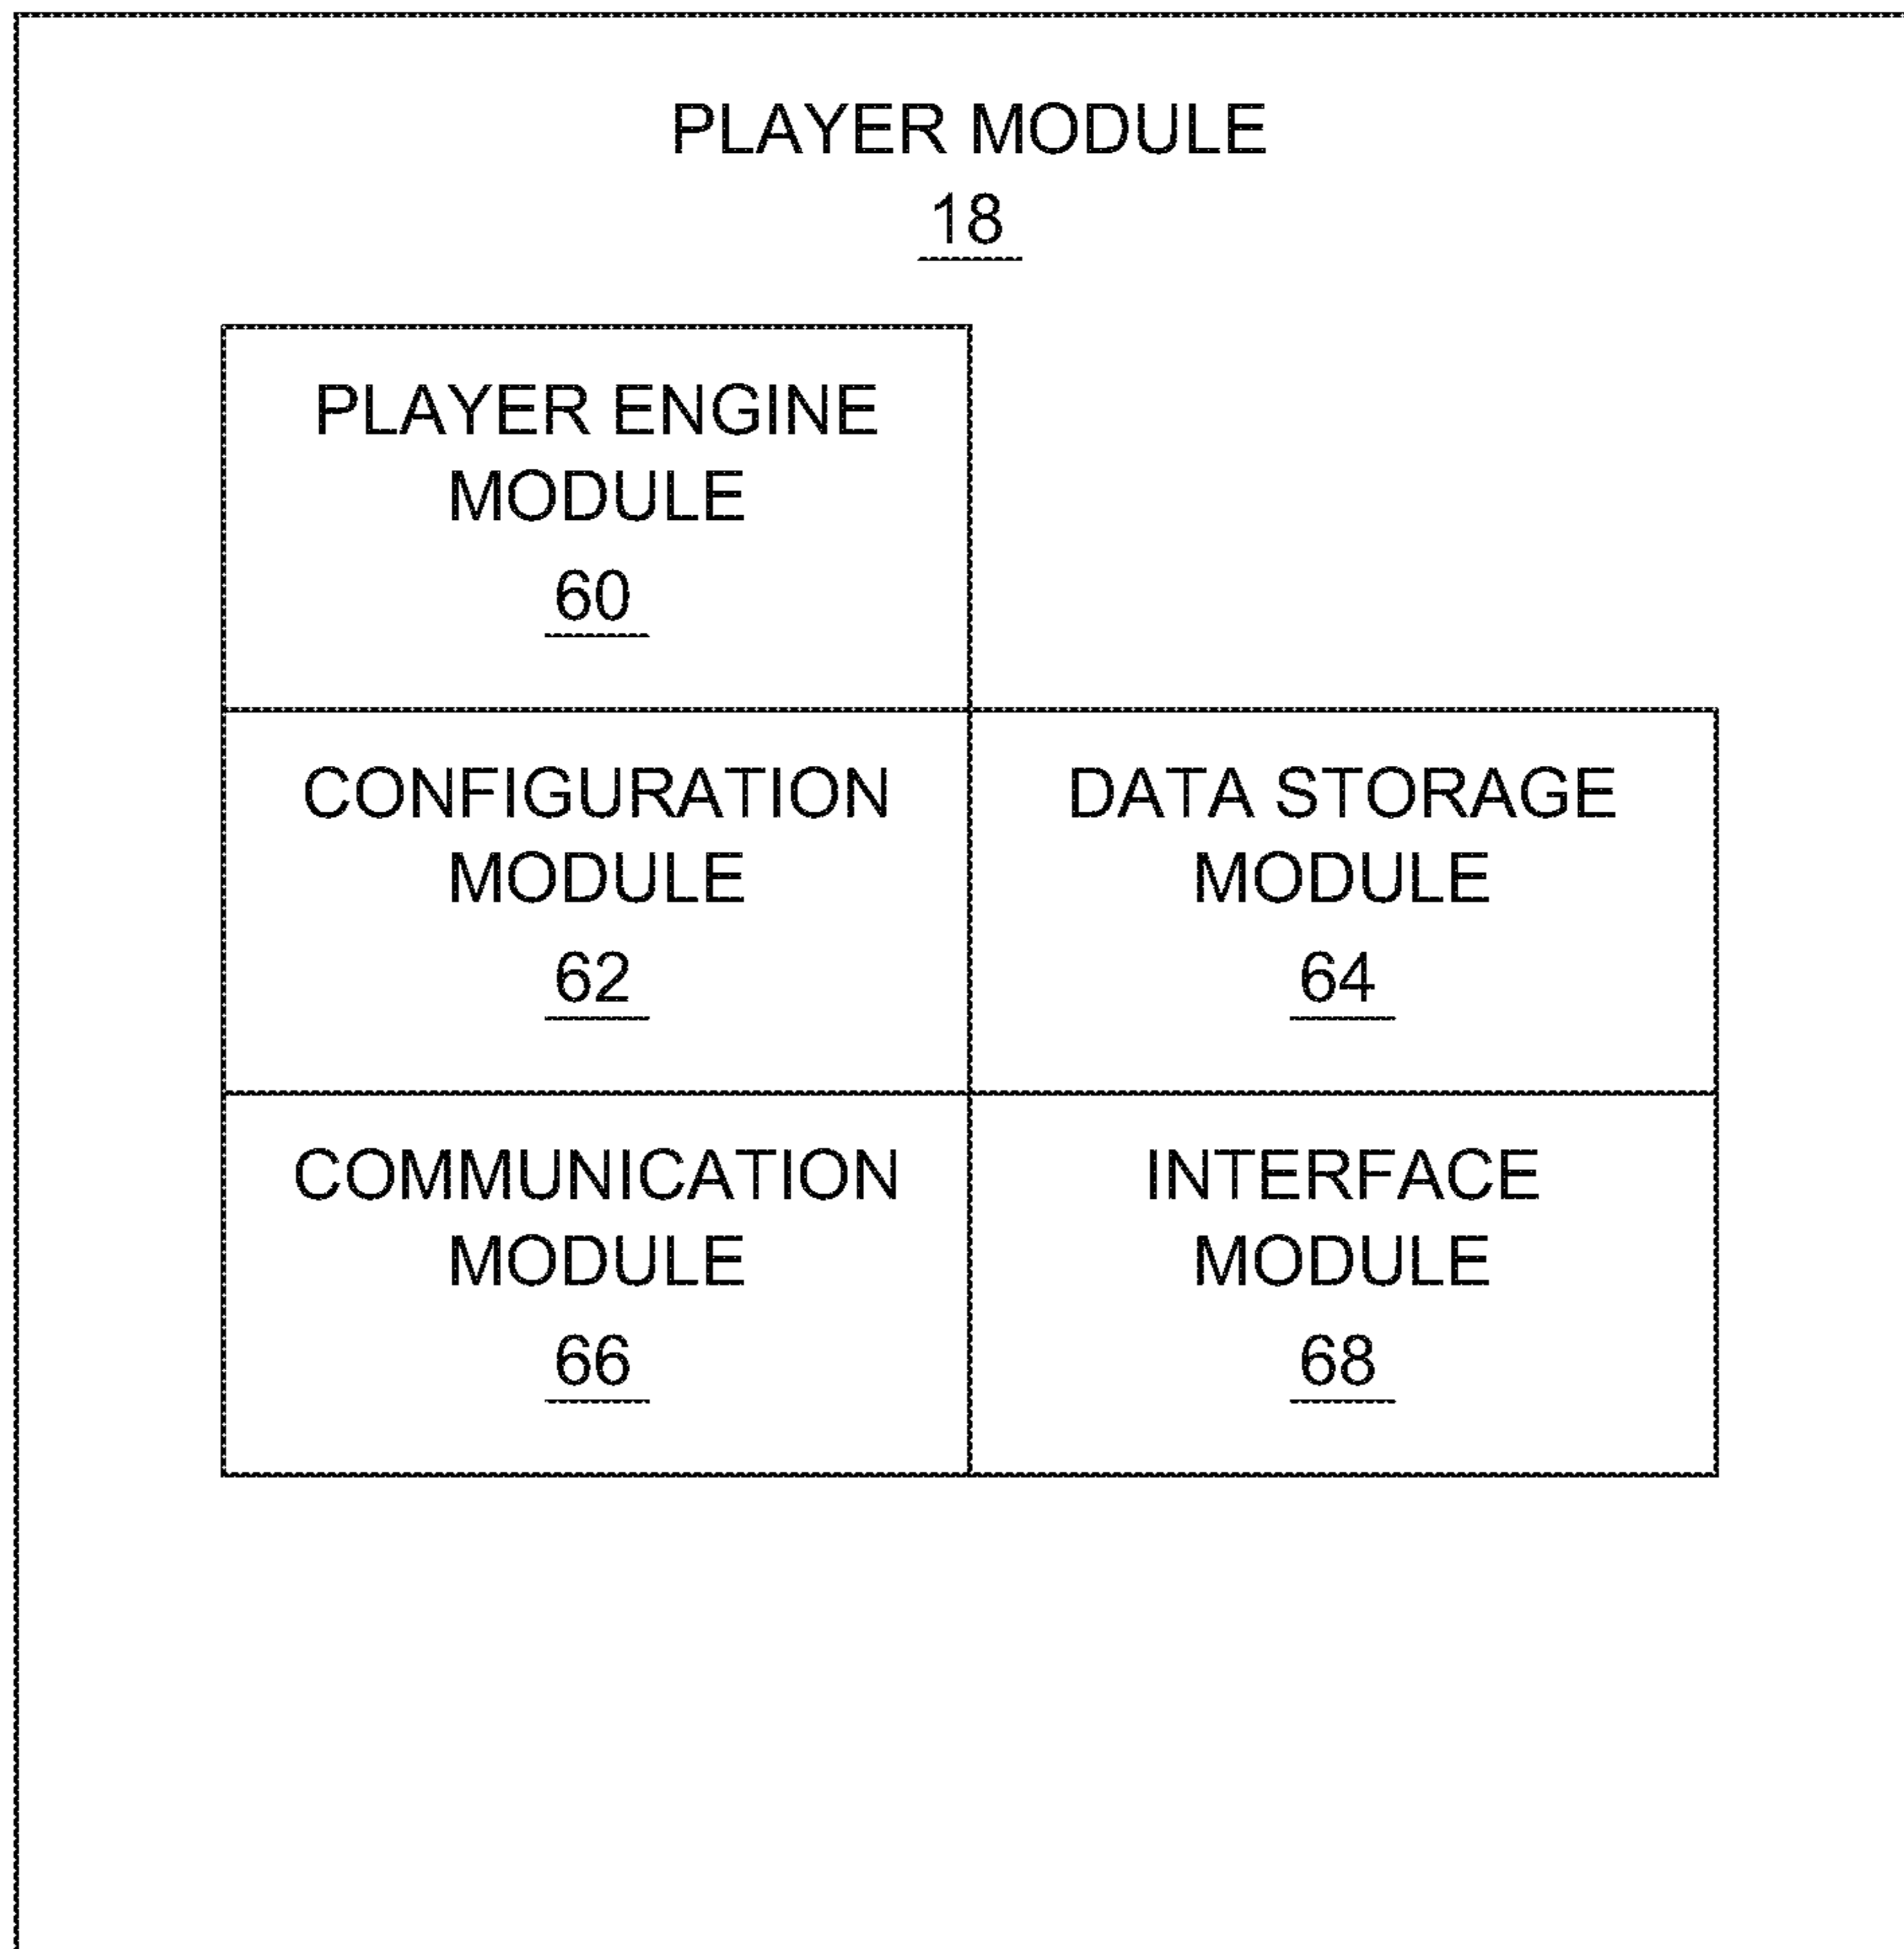 PLAYER MODULE
18
PLAYER ENGINE
MODULE
60
CONFIGURATION
MODULE
62
DATA STORAGE
MODULE
64
COMMUNICATION
MODULE
66
INTERFACE
MODULE
68